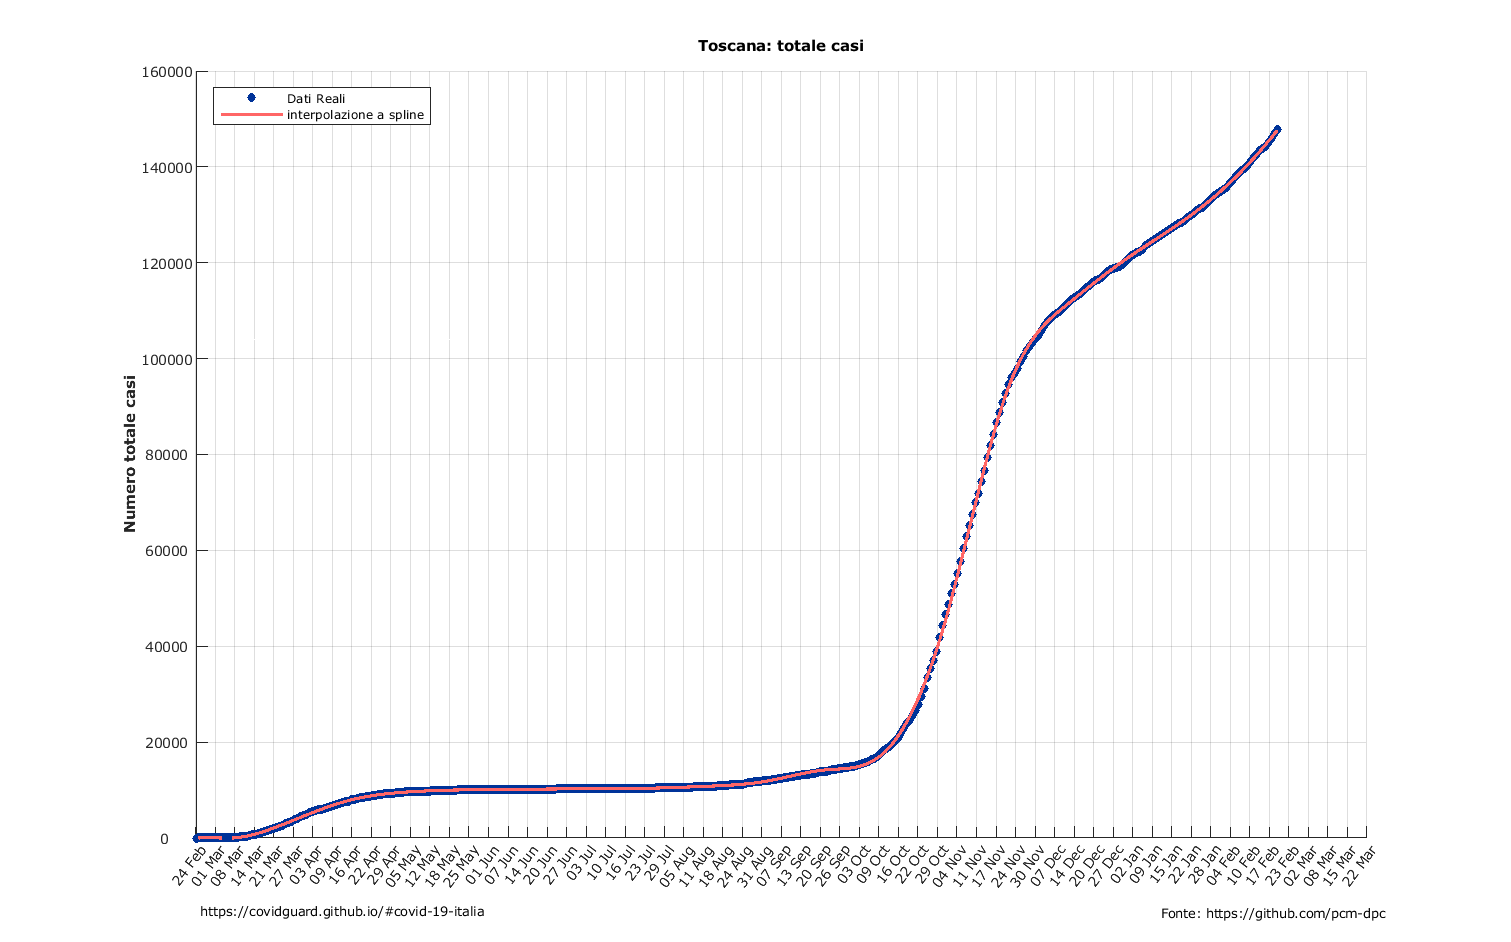 Toscana: totale casi
160000
140000
120000
100000
80000
60000
40000
20000
0
Numero totale casi
Dati Reali
interpolazione a spline
24 Feb
01 Mar
08 Mar
14 Mar
21 Mar
27 Mar
03 Apr
09 Apr
16 Apr
22 Apr
29 Apr
05 May
12 May
18 May
25 May
01 Jun
07 Jun
14 Jun
20 Jun
27 Jun
03 Jul
10 Jul
16 Jul
23 Jul
29 Jul
05 Aug
11 Aug
18 Aug
24 Aug
31 Aug
07 Sep
13 Sep
20 Sep
26 Sep
03 Oct
09 Oct
16 Oct
22 Oct
29 Oct
04 Nov
11 Nov
17 Nov
24 Nov
30 Nov
07 Dec
14 Dec
20 Dec
27 Dec
02 Jan
09 Jan
15 Jan
22 Jan
28 Jan
04 Feb
10 Feb
17 Feb
23 Feb
02 Mar
08 Mar
15 Mar
22 Mar
https://covidguard.github.io/#covid-19-italia
Fonte: https://github.com/pcm-dpc